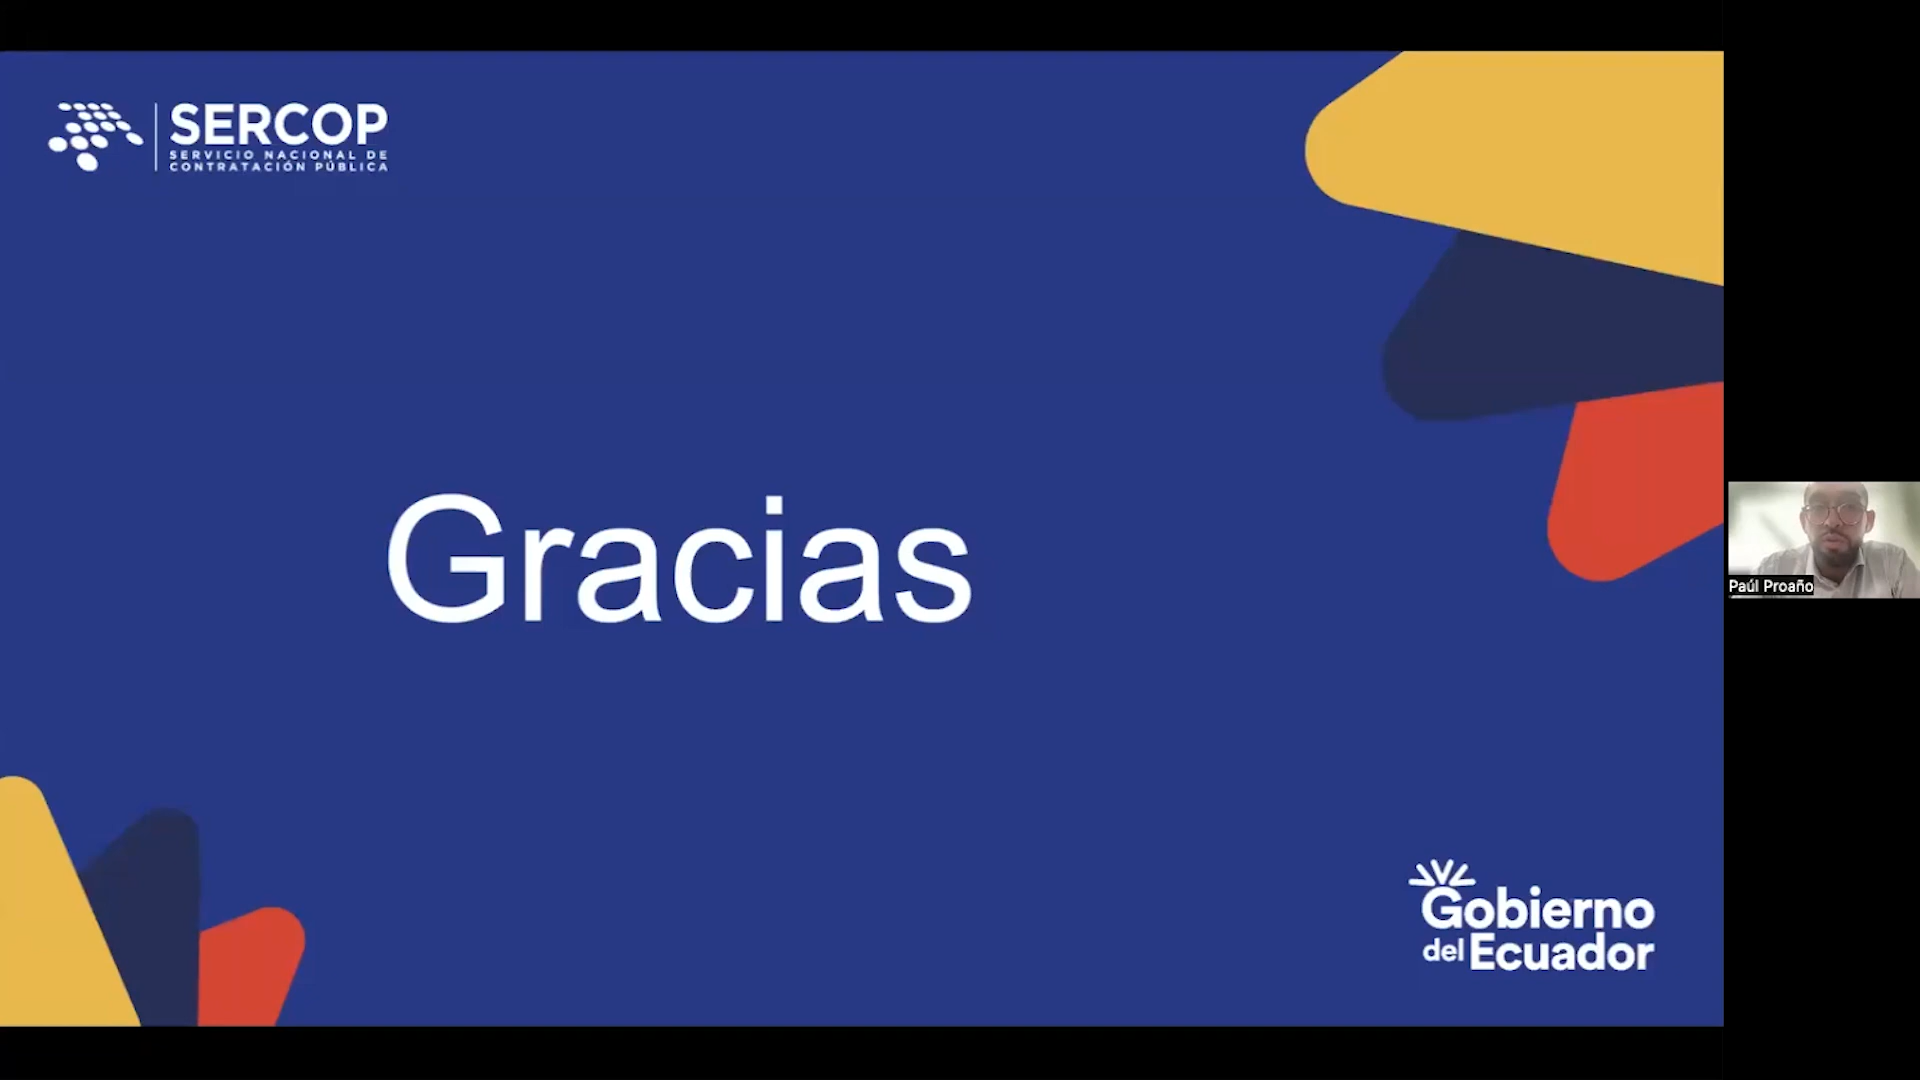 SERCOP
SERVICIO NACIONAL DE
CONTRATACIÓN PÚBLICA
Gracias
Paúl Proaño
Gobierno
del Ecuador